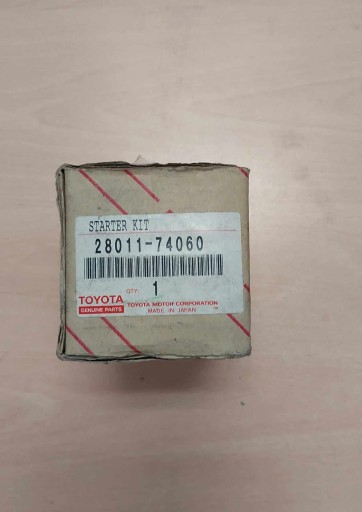 STARTER KIT
28011-74060
QTY: 1
TOYOTA TOYOTA MOTOR CORPORATION
GENUINE PARTS MADE IN JAPAN